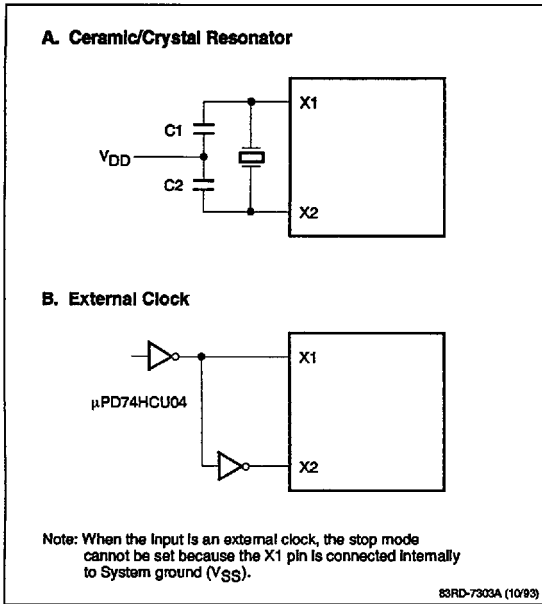 A. Ceramic/Crystal Resonator
X1
C1
VDD
C2
X2
B. External Clock
X1
µPD74HCU04
X2
Note: When the input is an external clock, the stop mode
cannot be set because the X1 pin is connected internally
to System ground (VSS).
83RD-7303A (10/93)